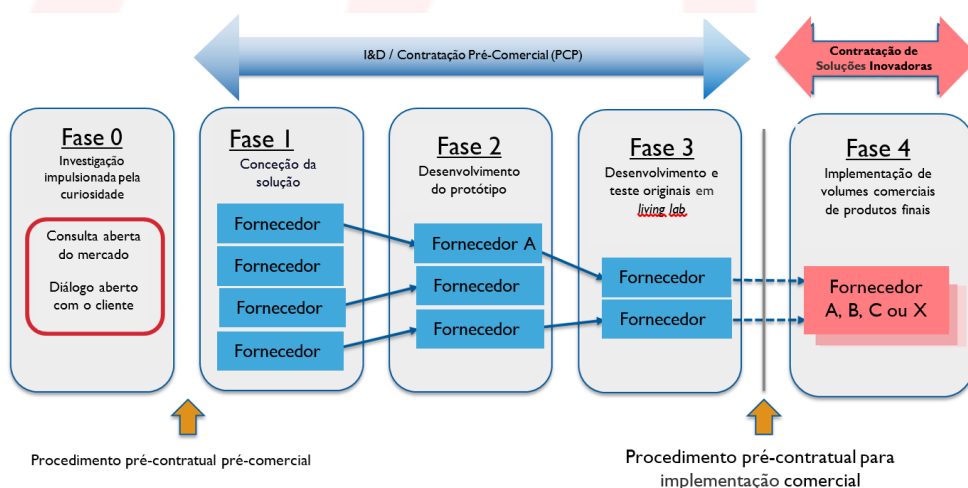 I&D / Contratação Pré-Comercial (PCP)
Contratação de
Soluções Inovadoras
Fase 0
Investigação
impulsionada pela
curiosidade
Consulta aberta
do mercado
Diálogo aberto
com o cliente
Fase 1
Conceção da
solução
Fornecedor
Fornecedor
Fornecedor
Fornecedor
Fase 2
Desenvolvimento
do protótipo
Fornecedor A
Fornecedor
Fornecedor
Fase 3
Desenvolvimento e
teste originais em
living lab
Fornecedor
Fornecedor
Fase 4
Implementação de
volumes comerciais
de produtos finais
Fornecedor
A, B, C ou X
Procedimento pré-contratual pré-comercial
Procedimento pré-contratual para
implementação comercial